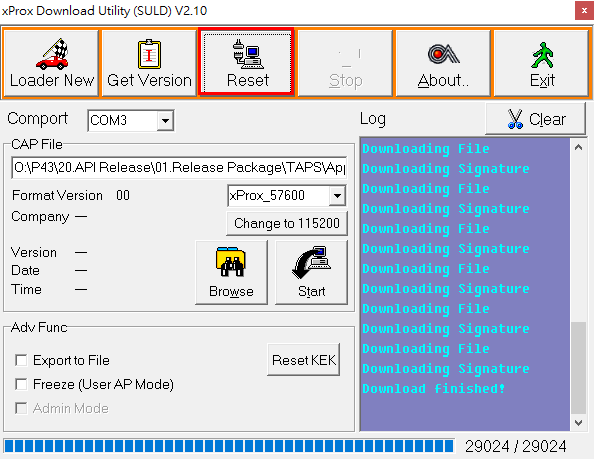 xProx Download Utility (SULD) V2.10
x
Loader New
Get Version
Reset
Stop
About..
Exit
Comport
COM3
Log
Clear
CAP File
O:\P43\20.API Release\01.Release Package\TAPS\App
Format Version 00
xProx_57600
Company —
Change to 115200
Version —
Date —
Time —
Browse
Start
Adv Func
Export to File
Reset KEK
Freeze (User AP Mode)
Admin Mode
Downloading File
Downloading Signature
Downloading File
Downloading Signature
Downloading File
Downloading Signature
Downloading File
Downloading Signature
Downloading File
Downloading Signature
Downloading File
Downloading Signature
Download finished!
29024 / 29024